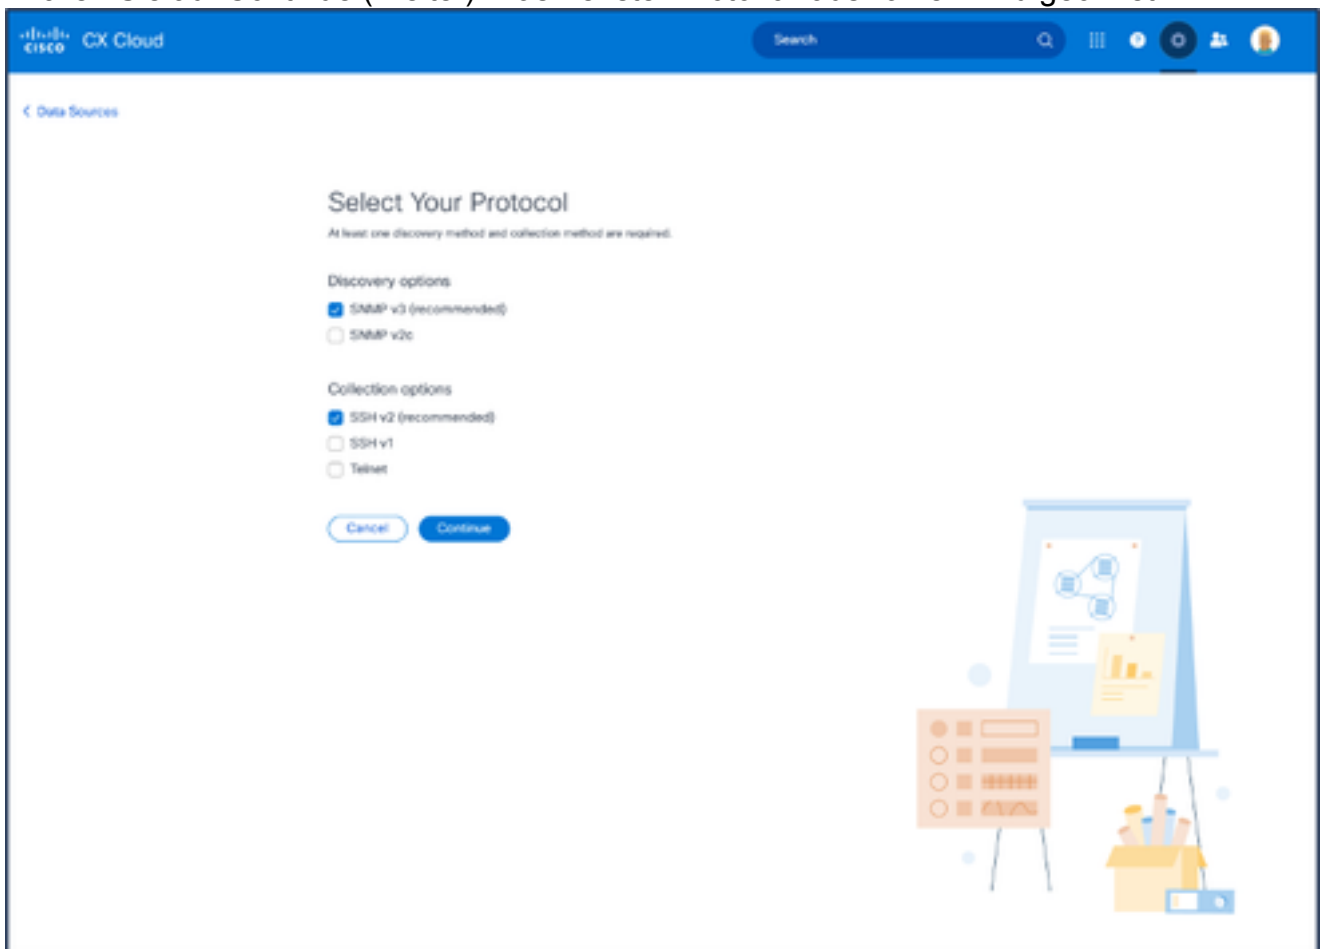 cisco CX Cloud
Search
Data Sources
Select Your Protocol
At least one discovery method and collection method are required.
Discovery options
SNMP v3 (recommended)
SNMP v2c
Collection options
SSH v2 (recommended)
SSH v1
Telnet
Cancel Continue